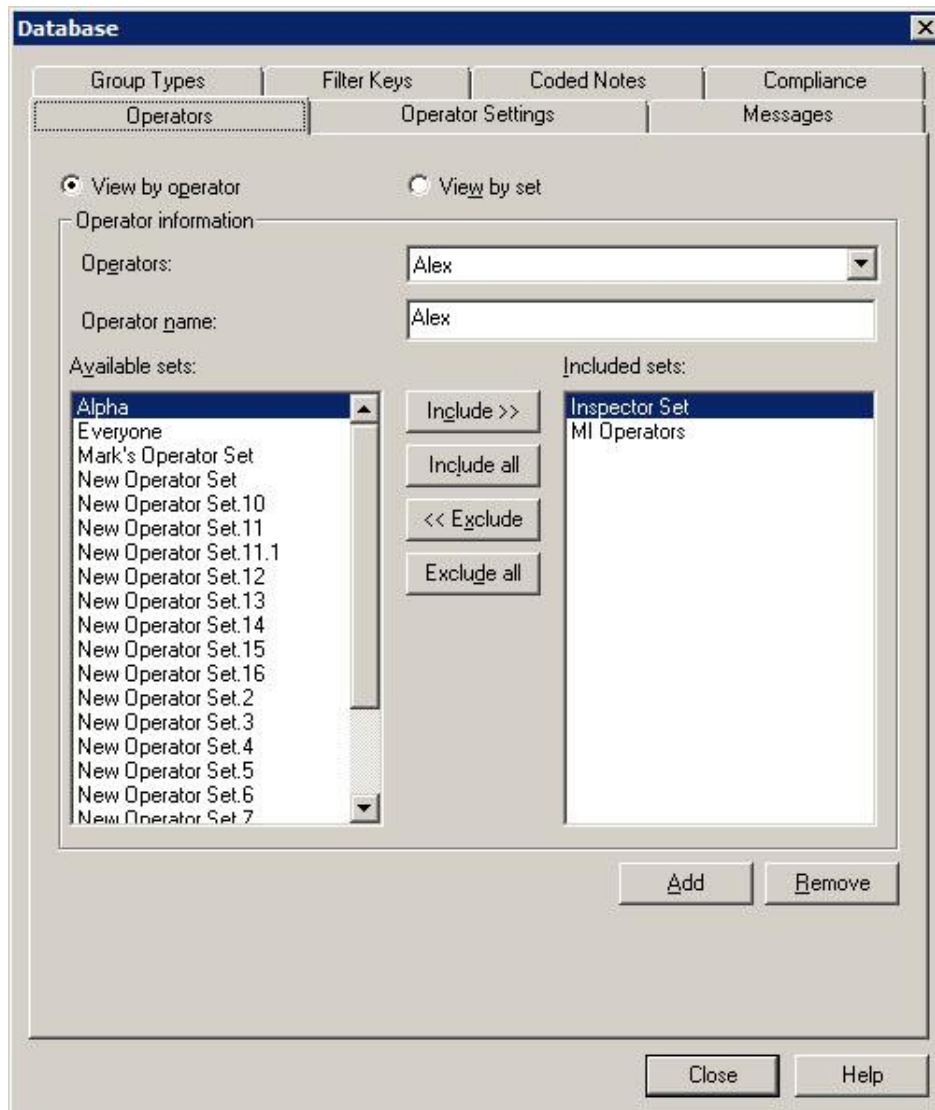 Database
Group Types Filter Keys Coded Notes Compliance
Operators Operator Settings Messages
View by operator View by set
Operator information
Operators: Alex
Operator name: Alex
Available sets: Included sets:
Alpha Include >> Inspector Set
Everyone MI Operators
Mark's Operator Set Include all
New Operator Set
New Operator Set.10 << Exclude
New Operator Set.11
New Operator Set.11.1 Exclude all
New Operator Set.12
New Operator Set.13
New Operator Set.14
New Operator Set.15
New Operator Set.16
New Operator Set.2
New Operator Set.3
New Operator Set.4
New Operator Set.5
New Operator Set.6
New Operator Set.7
Add Remove
Close Help